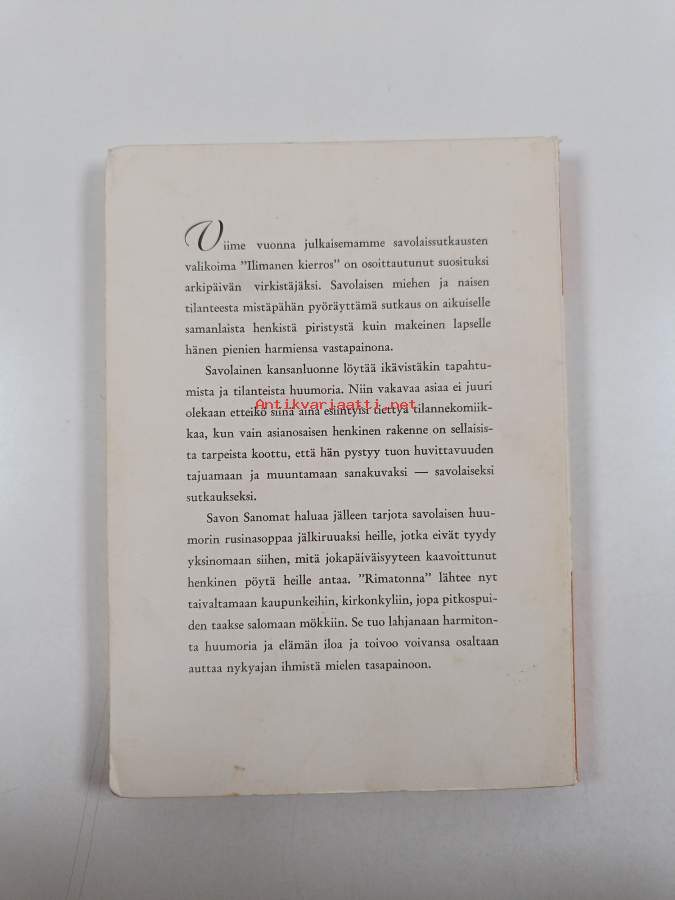 Viime vuonna julkaisemamme savolaissutkausten
valikoima ”Ilimanen kierros” on osoittautunut suosituksi
arkipäivän virkistäjäksi. Savolaisen miehen ja naisen
tilanteesta mistäpähän pyöräyttämä sutkaus on aikuiselle
samanlaista henkistä piristystä kuin makeinen lapselle
hänen pienien harmiensa vastapainona.
Savolainen kansanluonne löytää ikävistäkin tapahtu-
mista ja tilanteista huumoria. Niin vakavaa asiaa ei juuri
Antikvariaatti.net
olekaan etteikö siinä aina esiintyisi tiettyä tilannekomiik-
kaa, kun vain asianosaisen henkinen rakenne on sellaisis-
ta tarpeista koottu, että hän pystyy tuon huvittavuuden
tajuamaan ja muuntamaan sanakuvaksi — savolaiseksi
sutkaukseksi.
Savon Sanomat haluaa jälleen tarjota savolaisen huu-
morin rusinasoppaa jälkiruuaksi heille, jotka eivät tyydy
yksinomaan siihen, mitä jokapäiväisyyteen kaavoittunut
henkinen pöytä heille antaa. ”Rimatonna” lähtee nyt
taivaltamaan kaupunkeihin, kirkonkyliin, jopa pitkospui-
den taakse salomaan mökkiin. Se tuo lahjanaan harmiton-
ta huumoria ja elämän iloa ja toivoo voivansa osaltaan
auttaa nykyajan ihmistä mielen tasapainoon.